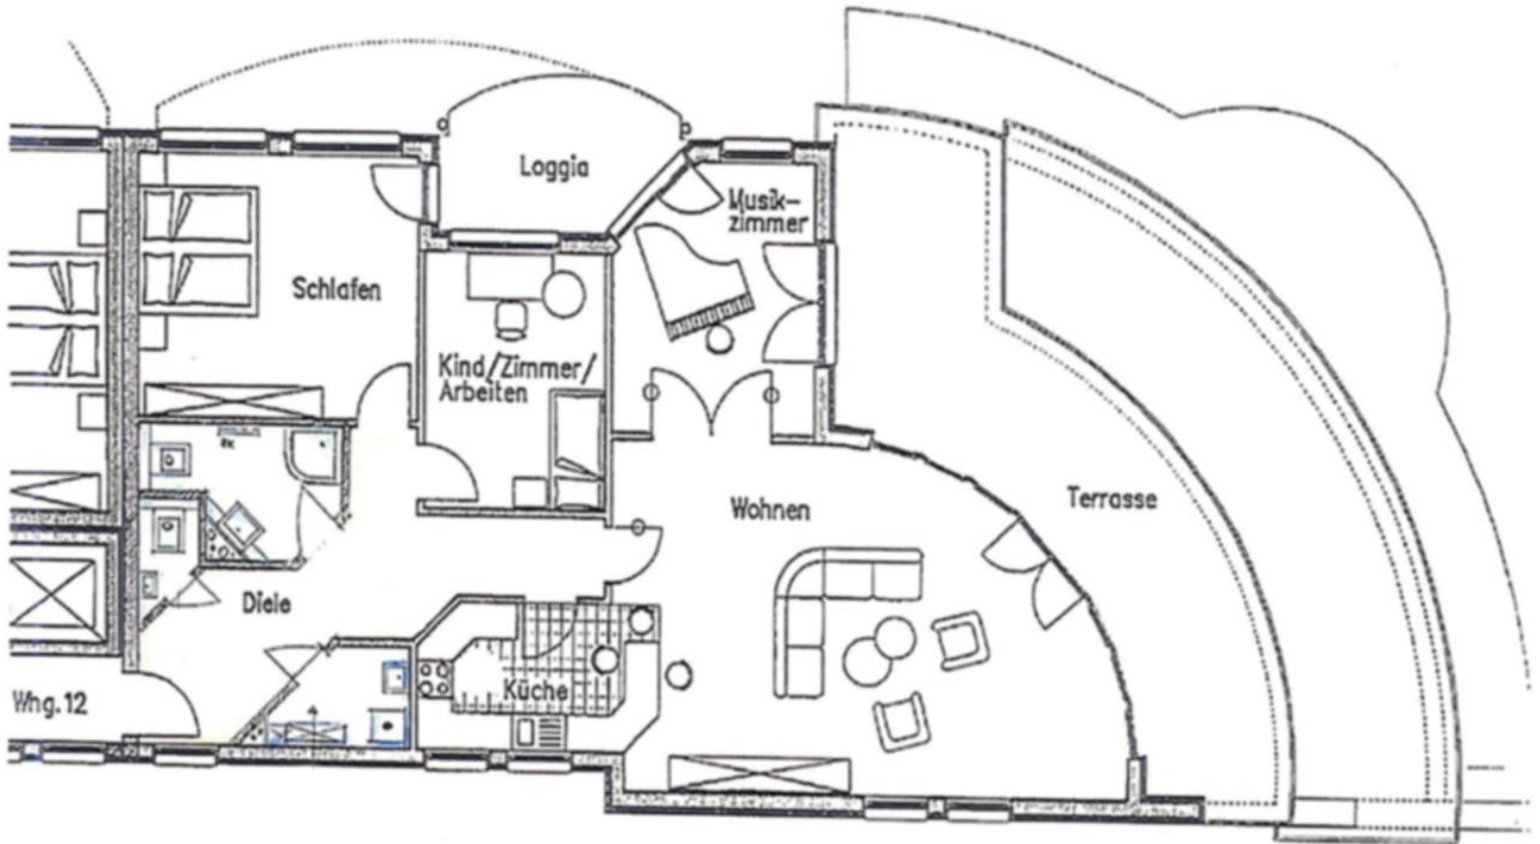 Loggia
Musik-
zimmer
Schlafen
Kind/Zimmer/
Arbeiten
Wohnen
Terrasse
Diele
Küche
Whg.12